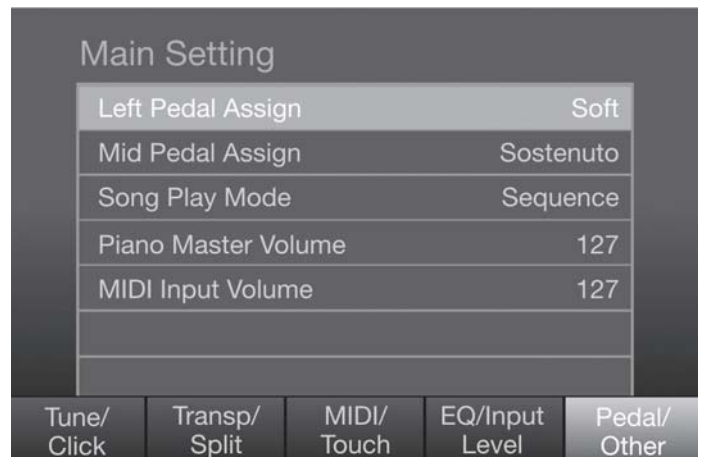 Main Setting
Left Pedal Assign Soft
Mid Pedal Assign Sostenuto
Song Play Mode Sequence
Piano Master Volume 127
MIDI Input Volume 127
Tune/ Transp/ MIDI/ EQ/Input Pedal/
Click Split Touch Level Other